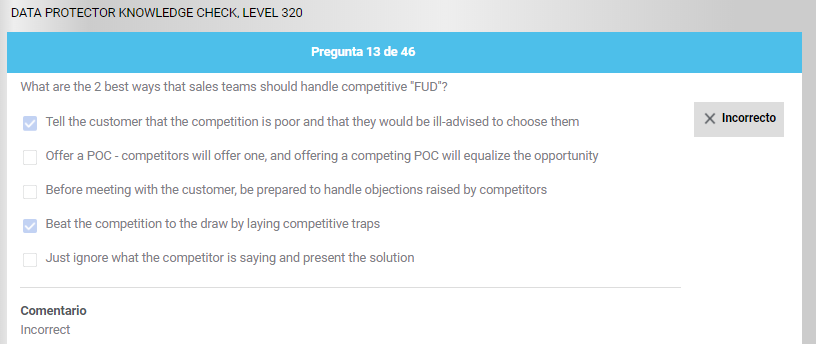 DATA PROTECTOR KNOWLEDGE CHECK, LEVEL 320
Pregunta 13 de 46
What are the 2 best ways that sales teams should handle competitive "FUD"?
Tell the customer that the competition is poor and that they would be ill-advised to choose them
Incorrecto
Offer a POC - competitors will offer one, and offering a competing POC will equalize the opportunity
Before meeting with the customer, be prepared to handle objections raised by competitors
Beat the competition to the draw by laying competitive traps
Just ignore what the competitor is saying and present the solution
Comentario
Incorrect